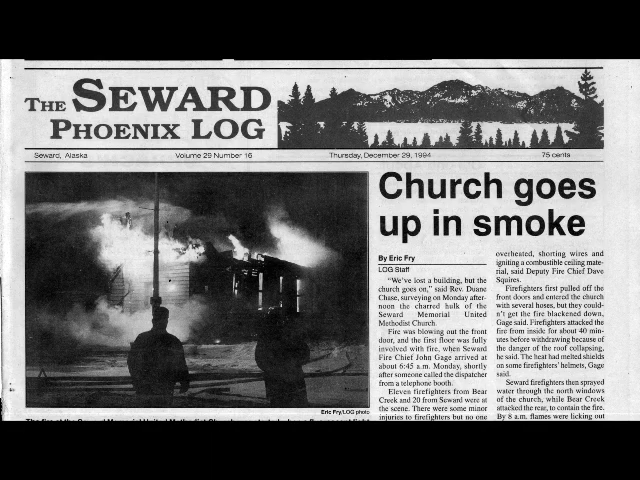 THE SEWARD
PHOENIX LOG
Seward, Alaska Volume 29 Number 16 Thursday, December 29, 1994 75 cents
Church goes
up in smoke
By Eric Fry
LOG Staff
"We've lost a building, but the
church goes on," said Rev. Duane
Chase, surveying on Monday after-
noon the charred hulk of the
Seward Memorial United
Methodist Church.
Fire was blowing out the front
door, and the first floor was fully
involved with fire, when Seward
Fire Chief John Gage arrived at
about 6:45 a.m. Monday, shortly
after someone called the dispatcher
from a telephone booth.
Eleven firefighters from Bear
Creek and 20 from Seward were at
the scene. There were some minor
injuries to firefighters but no one
overheated, shorting wires and
igniting a combustible ceiling mate-
rial, said Deputy Fire Chief Dave
Squires.
Firefighters first pulled off the
front doors and entered the church
with several hoses, but they could-
n't get the fire blackened down,
Gage said. Firefighters attacked the
fire from inside for about 40 min-
utes before withdrawing because of
the danger of the roof collapsing,
he said. The heat had melted shields
on some firefighters' helmets, Gage
said.
Seward firefighters then sprayed
water through the north windows
of the church, while Bear Creek
attacked the rear, to contain the fire.
By 8 a.m. flames were licking out
Eric Fry/LOG photo